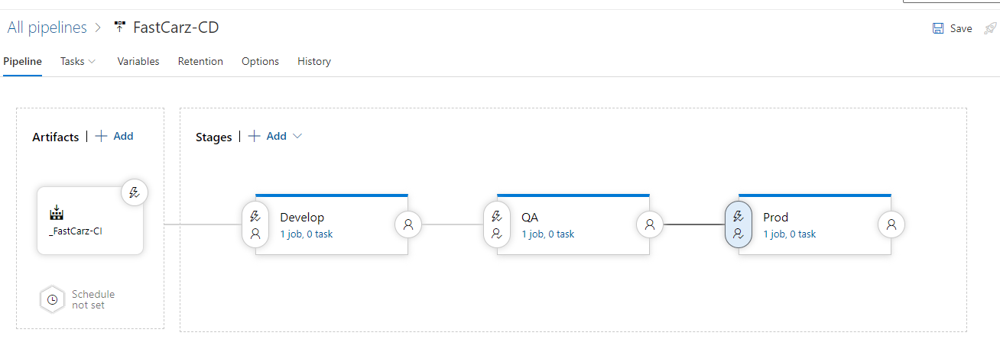 All pipelines > FastCarz-CD
Save
Pipeline Tasks Variables Retention Options History
Artifacts | + Add
Stages | + Add
_FastCarz-CI
Develop
1 job, 0 task
QA
1 job, 0 task
Prod
1 job, 0 task
Schedule
not set